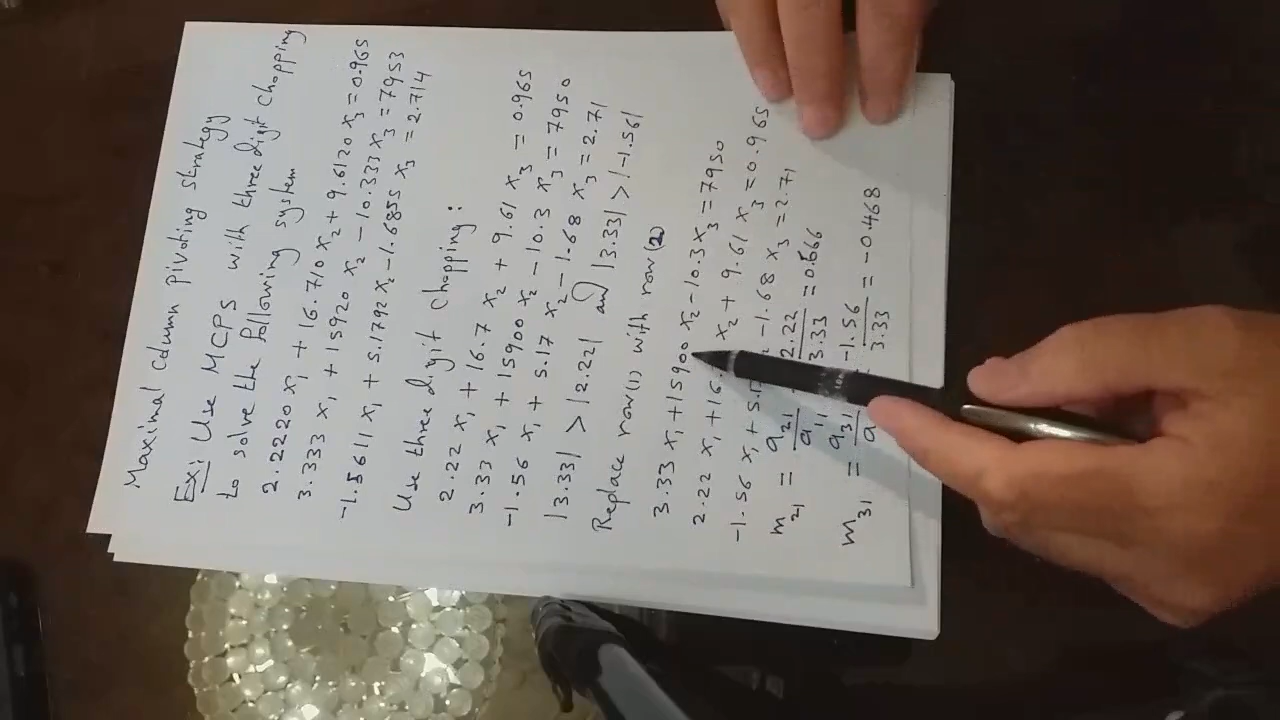 Maximal column pivoting strategy
Ex: Use MCPS with three digit chopping
to solve the following system
2.2220 x₁ + 16.710 x₂ + 9.6120 x₃ = 0.965
3.333 x₁ + 15920 x₂ - 10.333 x₃ = 7953
-1.5611 x₁ + 5.1792 x₂ - 1.6855 x₃ = 2.714
Use three digit chopping:
2.22 x₁ + 16.7 x₂ + 9.61 x₃ = 0.965
3.33 x₁ + 15900 x₂ - 10.3 x₃ = 7950
-1.56 x₁ + 5.17 x₂ - 1.68 x₃ = 2.71
|3.33| > |2.22| and |3.33| > |-1.56|
Replace row(1) with row(2)
3.33 x₁ + 15900 x₂ - 10.3 x₃ = 7950
2.22 x₁ + 16. x₂ + 9.61 x₃ = 0.965
-1.56 x₁ + 5.1 - 1.68 x₃ = 2.71
m₂₁ = a₂₁ / a₁ 2.22 / 3.33 = 0.666
m₃₁ = a₃₁ / a -1.56 / 3.33 = -0.468